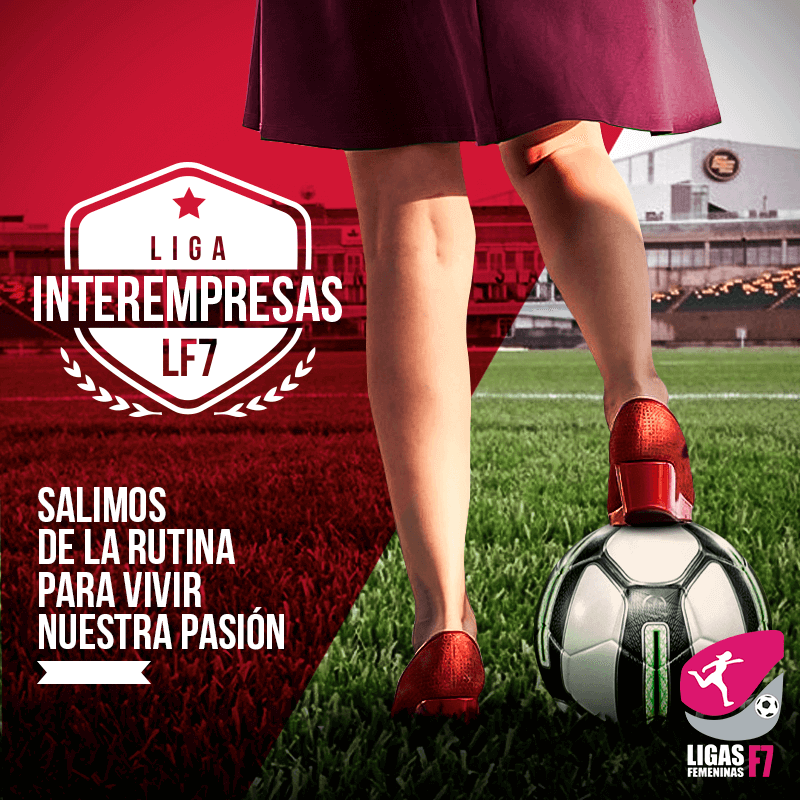 LIGA
INTEREMPRESAS
LF7
SALIMOS
DE LA RUTINA
PARA VIVIR
NUESTRA PASIÓN
LIGAS
FEMENINAS F7